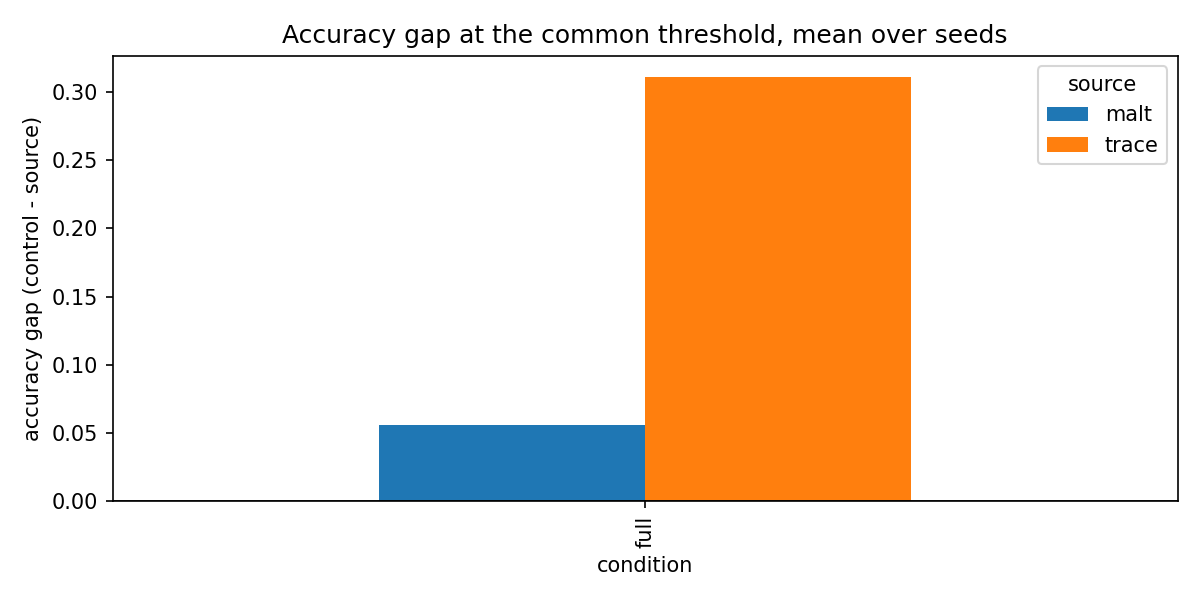 Accuracy gap at the common threshold, mean over seeds
accuracy gap (control - source)
0.30
0.25
0.20
0.15
0.10
0.05
0.00
source
malt
trace
full
condition